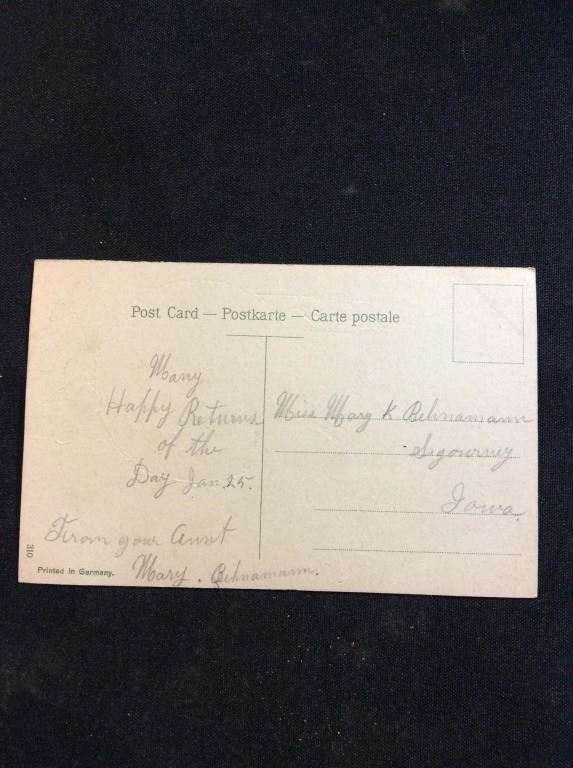 Post Card — Postkarte — Carte postale
Many
Happy Returns
of the
Day Jan. 25.
From your Aunt
Mary. Behnamann.
Miss Mary K Behnamann
Sigourney
Iowa.
310
Printed in Germany.